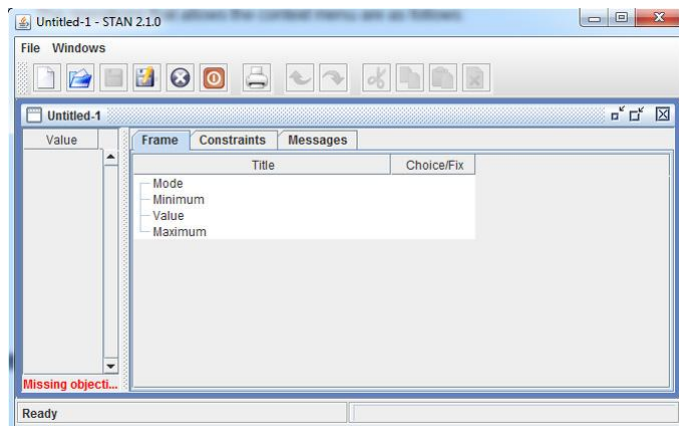 Untitled-1 - STAN 2.1.0
File Windows
Untitled-1
Value
Frame Constraints Messages
Title Choice/Fix
Mode
Minimum
Value
Maximum
Missing objecti...
Ready